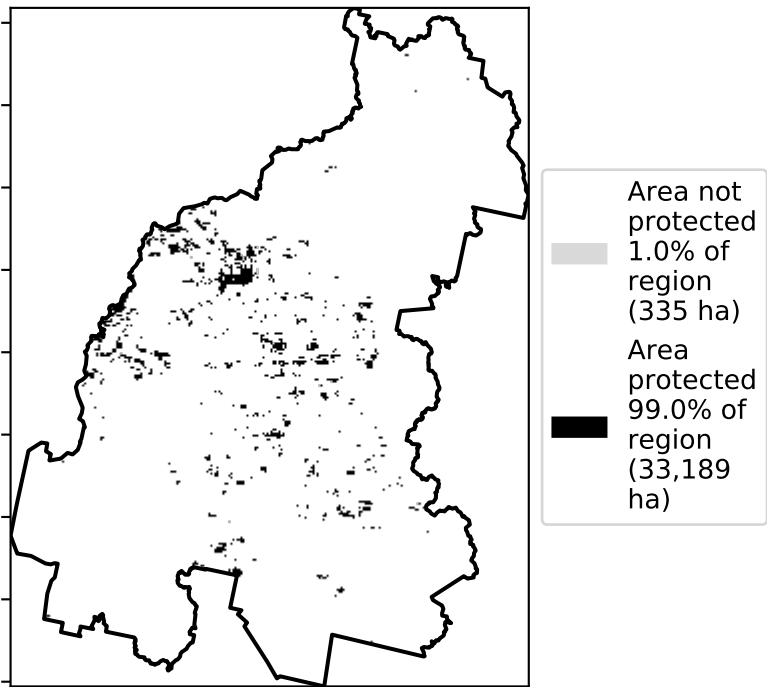 Area not
protected
1.0% of
region
(335 ha)
Area
protected
99.0% of
region
(33,189
ha)